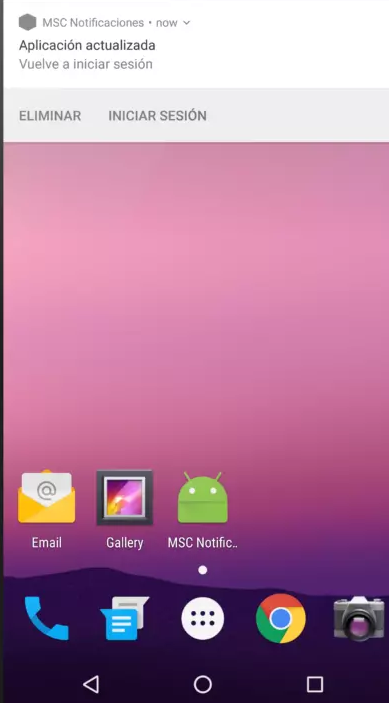 MSC Notificaciones • now
Aplicación actualizada
Vuelve a iniciar sesión
ELIMINAR INICIAR SESIÓN
@
Email Gallery MSC Notific..